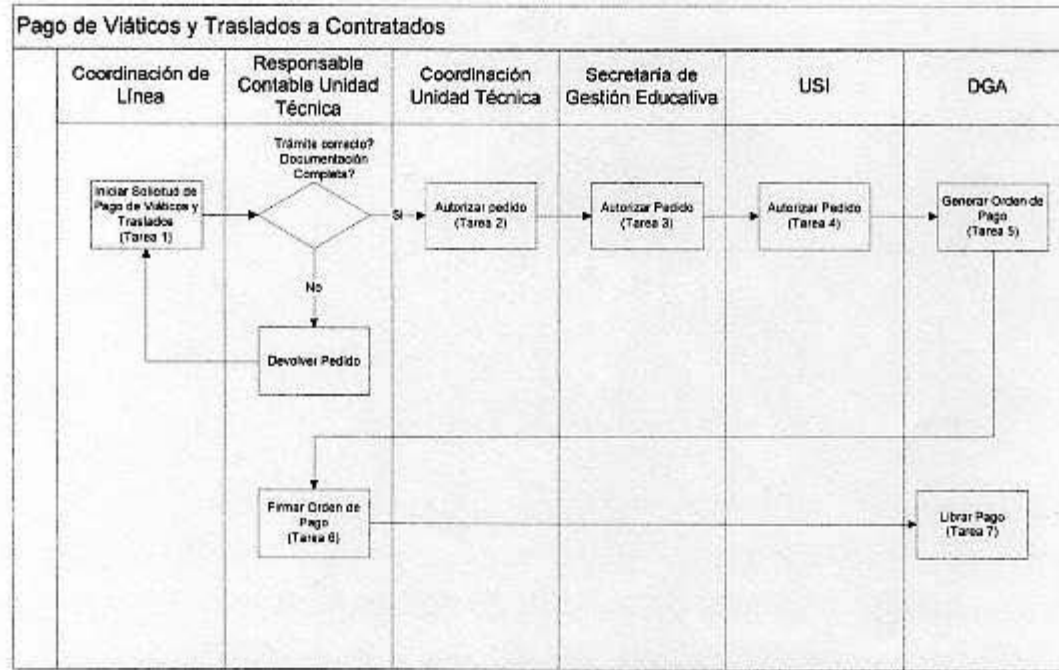 Pago de Viáticos y Traslados a Contratados
Coordinación de
Línea
Responsable
Contable Unidad
Técnica
Coordinación
Unidad Técnica
Secretaría de
Gestión Educativa
USI
DGA
Trámite correcto?
Documentación
Completa?
Iniciar Solicitud de
Pago de Viáticos y
Traslados
(Tarea 1)
Si
Autorizar pedido
(Tarea 2)
Autorizar Pedido
(Tarea 3)
Autorizar Pedido
(Tarea 4)
Generar Orden de
Pago
(Tarea 5)
No
Devolver Pedido
Firmar Orden de
Pago
(Tarea 6)
Librar Pago
(Tarea 7)